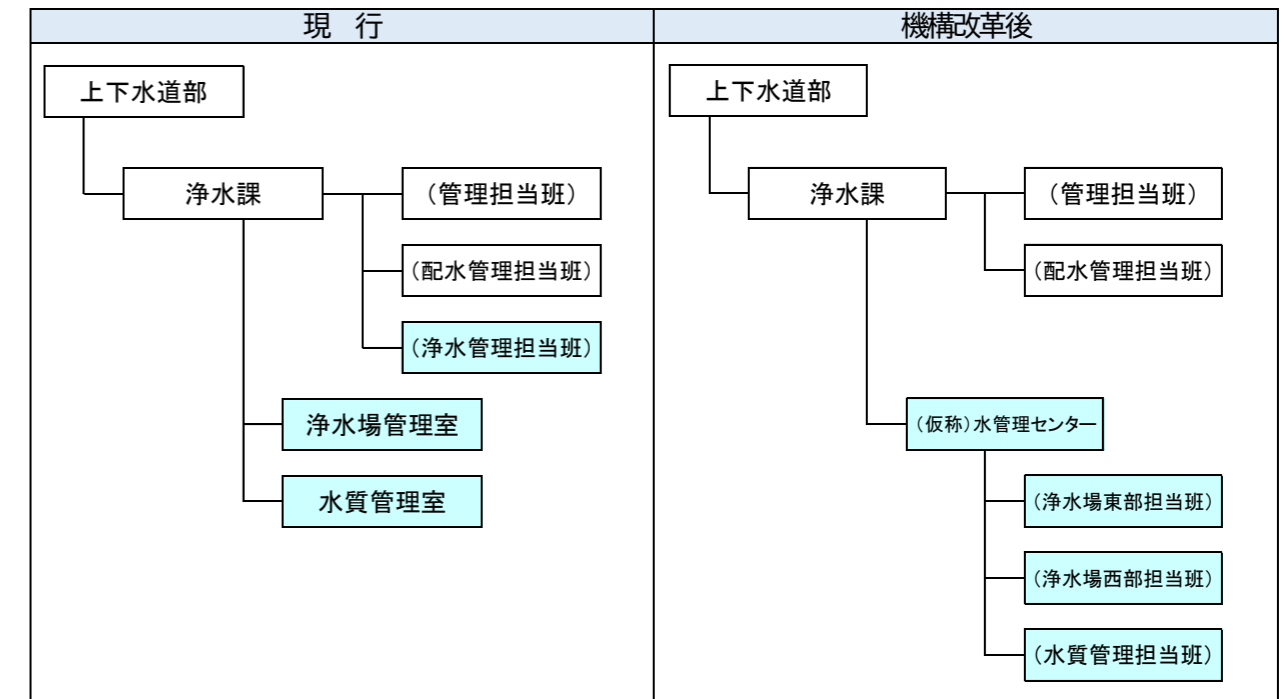 現　行
上下水道部
浄水課
（管理担当班）
（配水管理担当班）
（浄水管理担当班）
浄水場管理室
水質管理室
機構改革後
上下水道部
浄水課
（管理担当班）
（配水管理担当班）
（仮称）水管理センター
（浄水場東部担当班）
（浄水場西部担当班）
（水質管理担当班）